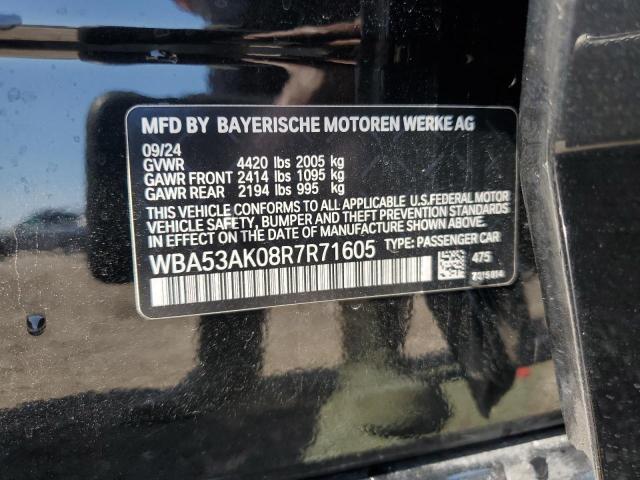 MFD BY BAYERISCHE MOTOREN WERKE AG
09/24
GVWR 4420 lbs 2005 kg
GAWR FRONT 2414 lbs 1095 kg
GAWR REAR 2194 lbs 995 kg
THIS VEHICLE CONFORMS TO ALL APPLICABLE U.S. FEDERAL MOTOR
VEHICLE SAFETY, BUMPER AND THEFT PREVENTION STANDARDS
IN EFFECT ON THE DATE OF MANUFACTURE SHOWN ABOVE.
WBA53AK08R7R71605 TYPE: PASSENGER CAR
475